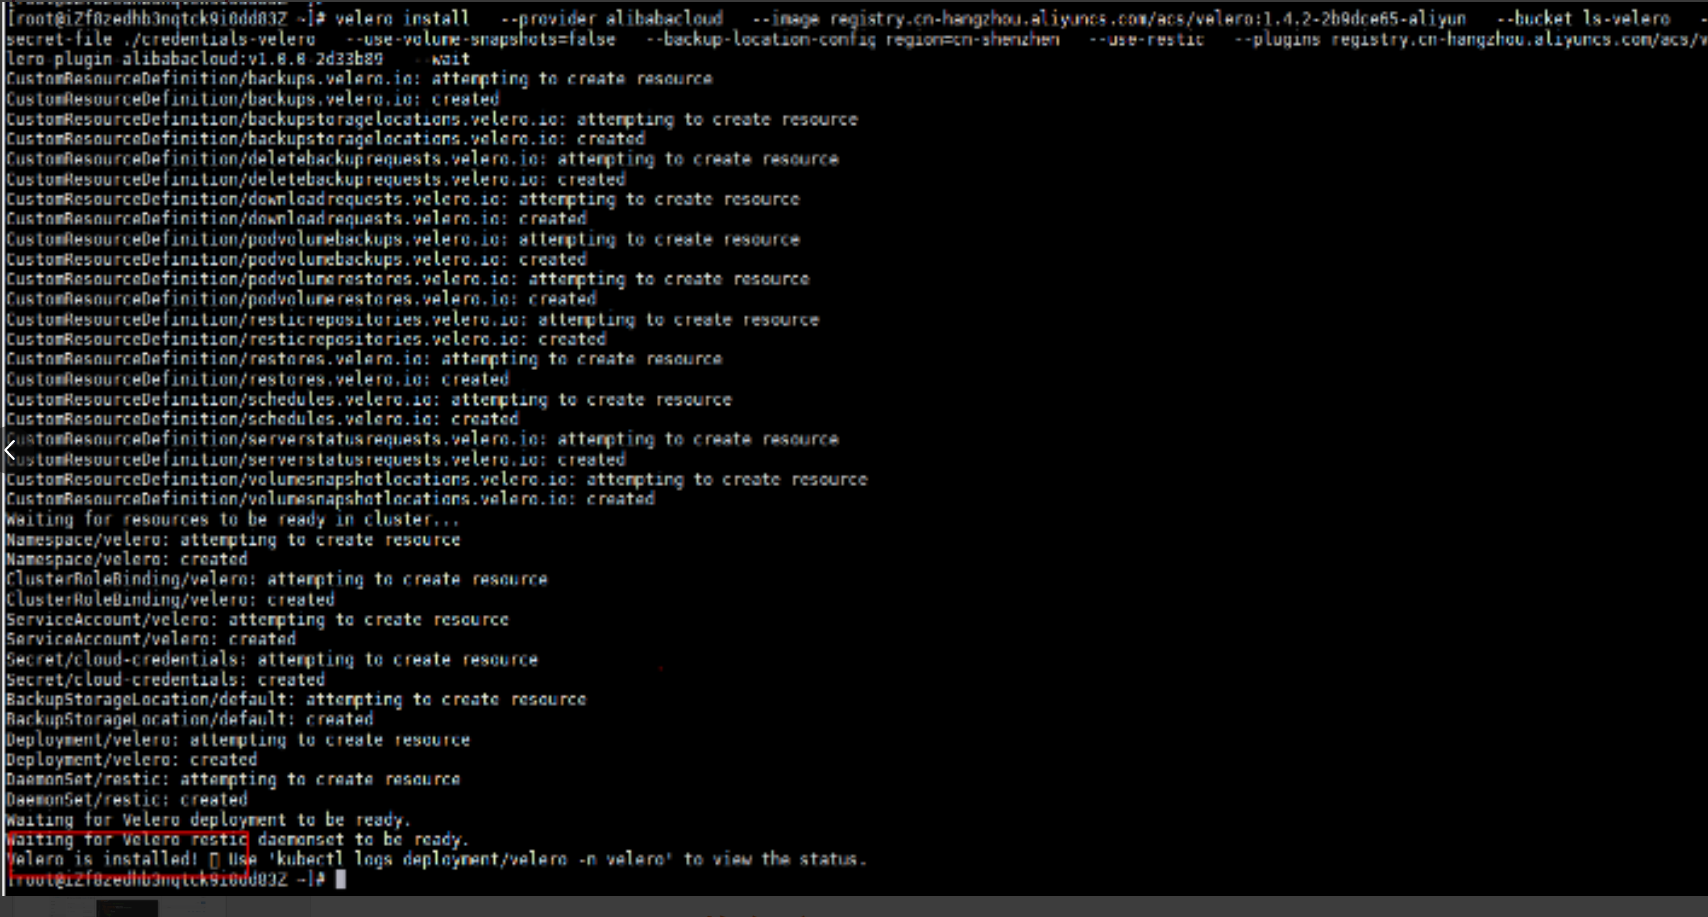 [root@iZf8zedhb3nqtck9i0dd83Z ~]# velero install   --provider alibabacloud   --image registry.cn-hangzhou.aliyuncs.com/acs/velero:1.4.2-2b9dce65-aliyun   --bucket ls-velero   -
secret-file ./credentials-velero   --use-volume-snapshots=false   --backup-location-config region=cn-shenzhen   --use-restic   --plugins registry.cn-hangzhou.aliyuncs.com/acs/v
lero-plugin-alibabacloud:v1.0.0-2d33b89   --wait
CustomResourceDefinition/backups.velero.io: attempting to create resource
CustomResourceDefinition/backups.velero.io: created
CustomResourceDefinition/backupstoragelocations.velero.io: attempting to create resource
CustomResourceDefinition/backupstoragelocations.velero.io: created
CustomResourceDefinition/deletebackuprequests.velero.io: attempting to create resource
CustomResourceDefinition/deletebackuprequests.velero.io: created
CustomResourceDefinition/downloadrequests.velero.io: attempting to create resource
CustomResourceDefinition/downloadrequests.velero.io: created
CustomResourceDefinition/podvolumebackups.velero.io: attempting to create resource
CustomResourceDefinition/podvolumebackups.velero.io: created
CustomResourceDefinition/podvolumerestores.velero.io: attempting to create resource
CustomResourceDefinition/podvolumerestores.velero.io: created
CustomResourceDefinition/resticrepositories.velero.io: attempting to create resource
CustomResourceDefinition/resticrepositories.velero.io: created
CustomResourceDefinition/restores.velero.io: attempting to create resource
CustomResourceDefinition/restores.velero.io: created
CustomResourceDefinition/schedules.velero.io: attempting to create resource
CustomResourceDefinition/schedules.velero.io: created
CustomResourceDefinition/serverstatusrequests.velero.io: attempting to create resource
CustomResourceDefinition/serverstatusrequests.velero.io: created
CustomResourceDefinition/volumesnapshotlocations.velero.io: attempting to create resource
CustomResourceDefinition/volumesnapshotlocations.velero.io: created
Waiting for resources to be ready in cluster...
Namespace/velero: attempting to create resource
Namespace/velero: created
ClusterRoleBinding/velero: attempting to create resource
ClusterRoleBinding/velero: created
ServiceAccount/velero: attempting to create resource
ServiceAccount/velero: created
Secret/cloud-credentials: attempting to create resource
Secret/cloud-credentials: created
BackupStorageLocation/default: attempting to create resource
BackupStorageLocation/default: created
Deployment/velero: attempting to create resource
Deployment/velero: created
DaemonSet/restic: attempting to create resource
DaemonSet/restic: created
Waiting for Velero deployment to be ready.
Waiting for Velero restic daemonset to be ready.
Velero is installed! Use 'kubectl logs deployment/velero -n velero' to view the status.
[root@iZf8zedhb3nqtck9i0dd83Z ~]#